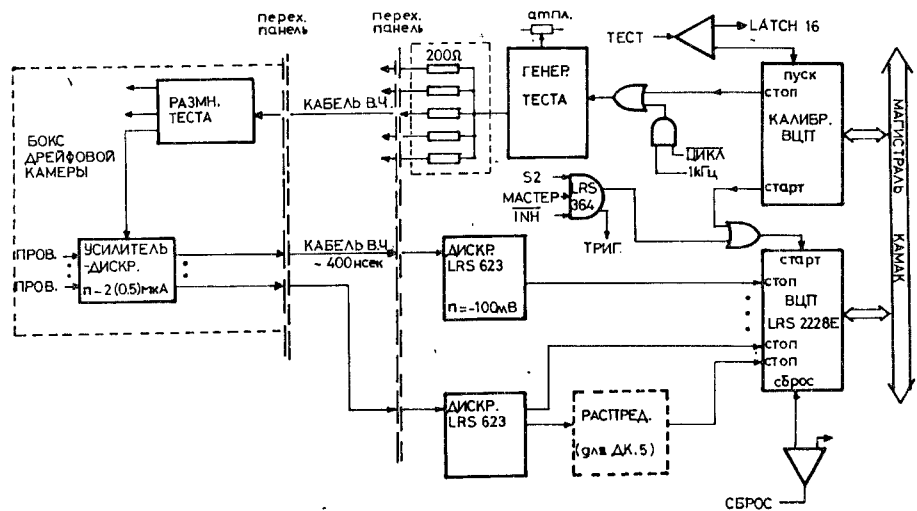 перех. панель
перех. панель
ампл.
ТЕСТ
LATCH 16
200Ω
ГЕНЕР. ТЕСТА
пуск
стоп
КАЛИБР. ВЦП
старт
РАЗМН. ТЕСТА
КАБЕЛЬ В.Ч.
БОКС ДРЕЙФОВОЙ КАМЕРЫ
ЦИКЛ
1кГц
МАГИСТРАЛЬ КАМАК
S2
МАСТЕР
INH
LRS 364
ТРИГ.
ПРОВ.
ПРОВ.
УСИЛИТЕЛЬ -ДИСКР.
п~2(0.5)мкА
КАБЕЛЬ В.Ч.
~ 400нсек
ДИСКР. LRS 623
п=-100мВ
старт
стоп
ВЦП
LRS 2228E
стоп
стоп
сброс
ДИСКР. LRS 623
РАСПРЕД.
(для ДК.5)
СБРОС